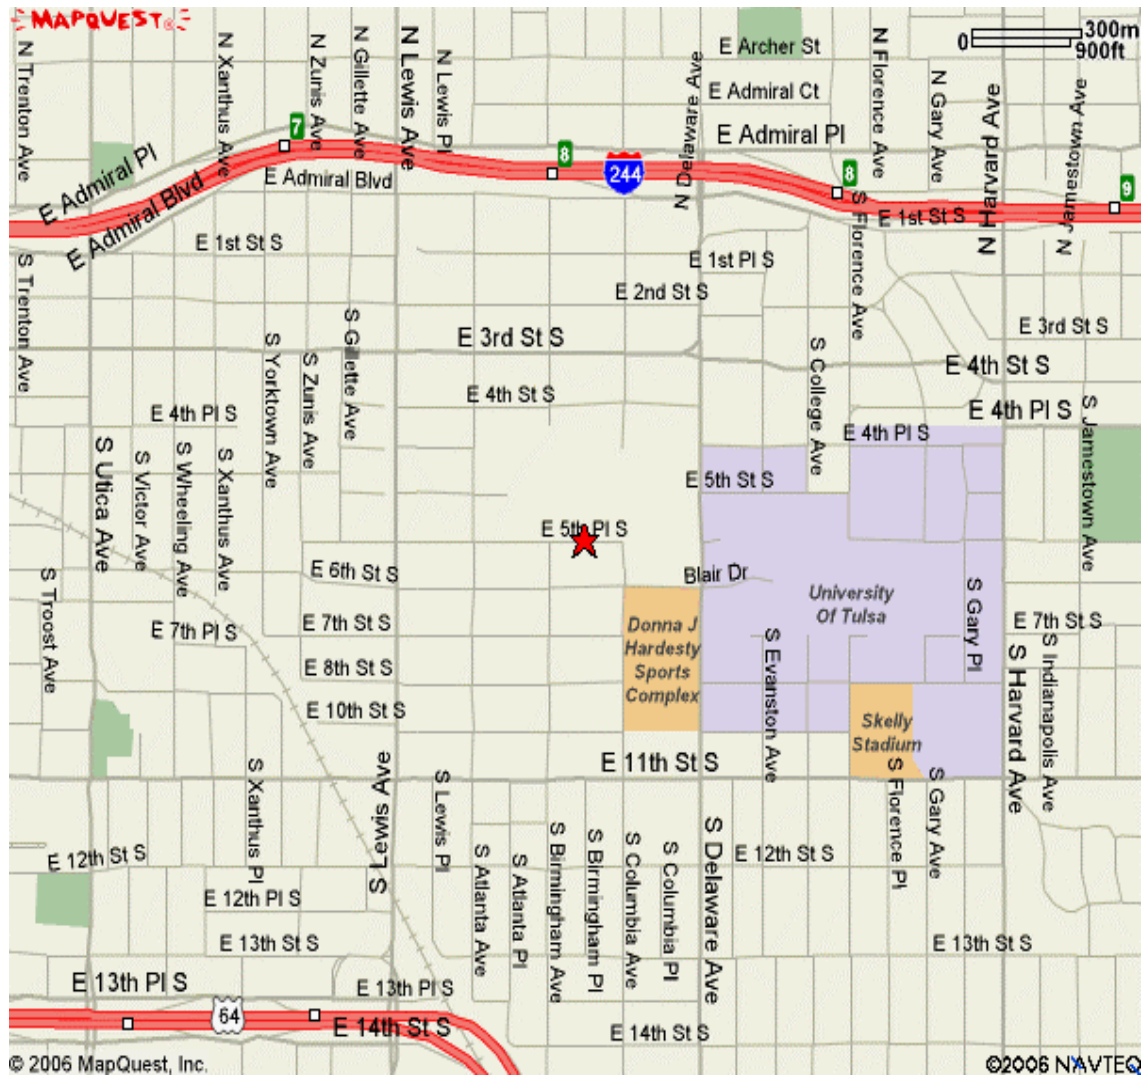 MAPQUEST
300m
0
900ft
N Trenton Ave
N Xanthus Ave
N Zunis Ave
N Gillette Ave
N Lewis Ave
N Lewis Pl
N Delaware Ave
E Archer St
E Admiral Ct
E Admiral Pl
N Florence Ave
N Gary Ave
N Harvard Ave
N Jamestown Ave
7
8
244
8
9
E Admiral Pl
E Admiral Blvd
E Admiral Blvd
E 1st St S
E 1st St S
E 1st Pl S
E 2nd St S
S Florence Ave
S Trenton Ave
S Yorktown Ave
S Zunis Ave
S Gillette Ave
E 3rd St S
E 3rd St S
S College Ave
E 4th St S
E 4th St S
E 4th Pl S
E 4th Pl S
E 4th Pl S
S Jamestown Ave
S Utica Ave
S Victor Ave
S Wheeling Ave
S Xanthus Ave
E 5th St S
E 5th Pl S
S Troost Ave
E 6th St S
Blair Dr
University
Of Tulsa
S Gary Pl
E 7th Pl S
E 7th St S
E 7th St S
Donna J
Hardesty
Sports
Complex
S Evanston Ave
S Harvard Ave
S Indianapolis Ave
E 8th St S
E 10th St S
Skelly
Stadium
E 11th St S
S Xanthus Pl
S Lewis Ave
S Lewis Pl
S Florence Pl
S Gary Ave
E 12th St S
S Atlanta Ave
S Atlanta Pl
S Birmingham Ave
S Birmingham Pl
S Columbia Ave
S Columbia Pl
S Delaware Ave
E 12th St S
E 12th Pl S
E 13th St S
E 13th St S
E 13th Pl S
E 13th Pl S
64
E 14th St S
E 14th St S
© 2006 MapQuest, Inc.
©2006 NAVTEQ